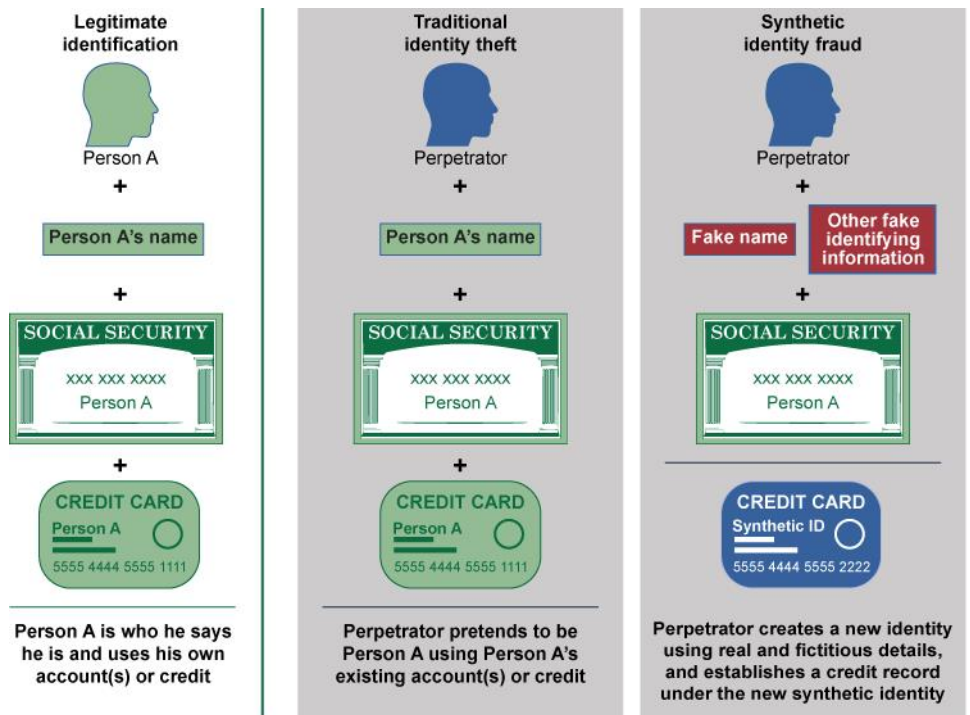 Legitimate
identification
Person A
+
Person A's name
+
SOCIAL SECURITY
xxx xxx xxxx
Person A
+
CREDIT CARD
Person A
5555 4444 5555 1111
Person A is who he says
he is and uses his own
account(s) or credit
Traditional
identity theft
Perpetrator
+
Person A's name
+
SOCIAL SECURITY
xxx xxx xxxx
Person A
+
CREDIT CARD
Person A
5555 4444 5555 1111
Perpetrator pretends to be
Person A using Person A's
existing account(s) or credit
Synthetic
identity fraud
Perpetrator
+
Fake name
Other fake
identifying
information
+
SOCIAL SECURITY
xxx xxx xxxx
Person A
CREDIT CARD
Synthetic ID
5555 4444 5555 2222
Perpetrator creates a new identity
using real and fictitious details,
and establishes a credit record
under the new synthetic identity